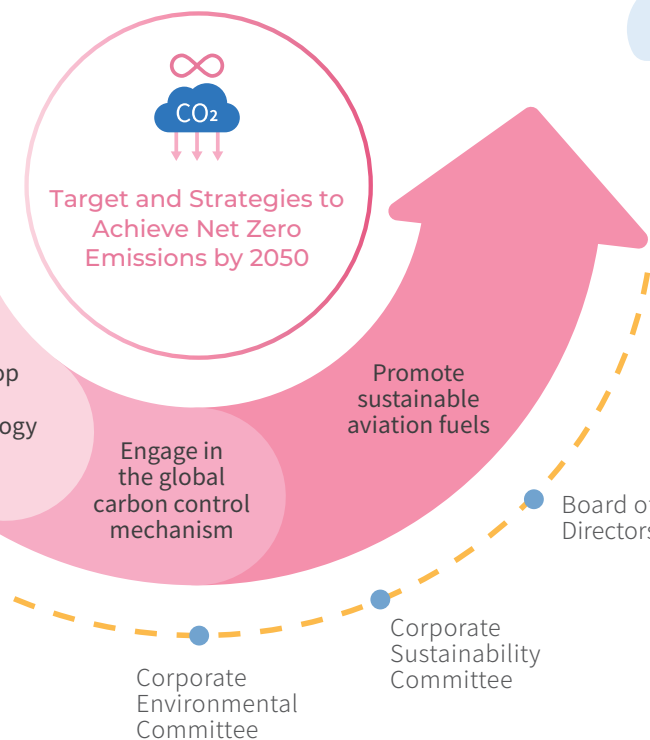 CO₂
Target and Strategies to
Achieve Net Zero
Emissions by 2050
Promote
sustainable
aviation fuels
Engage in
the global
carbon control
mechanism
Board
Directors
Corporate
Sustainability
Committee
Corporate
Environmental
Committee